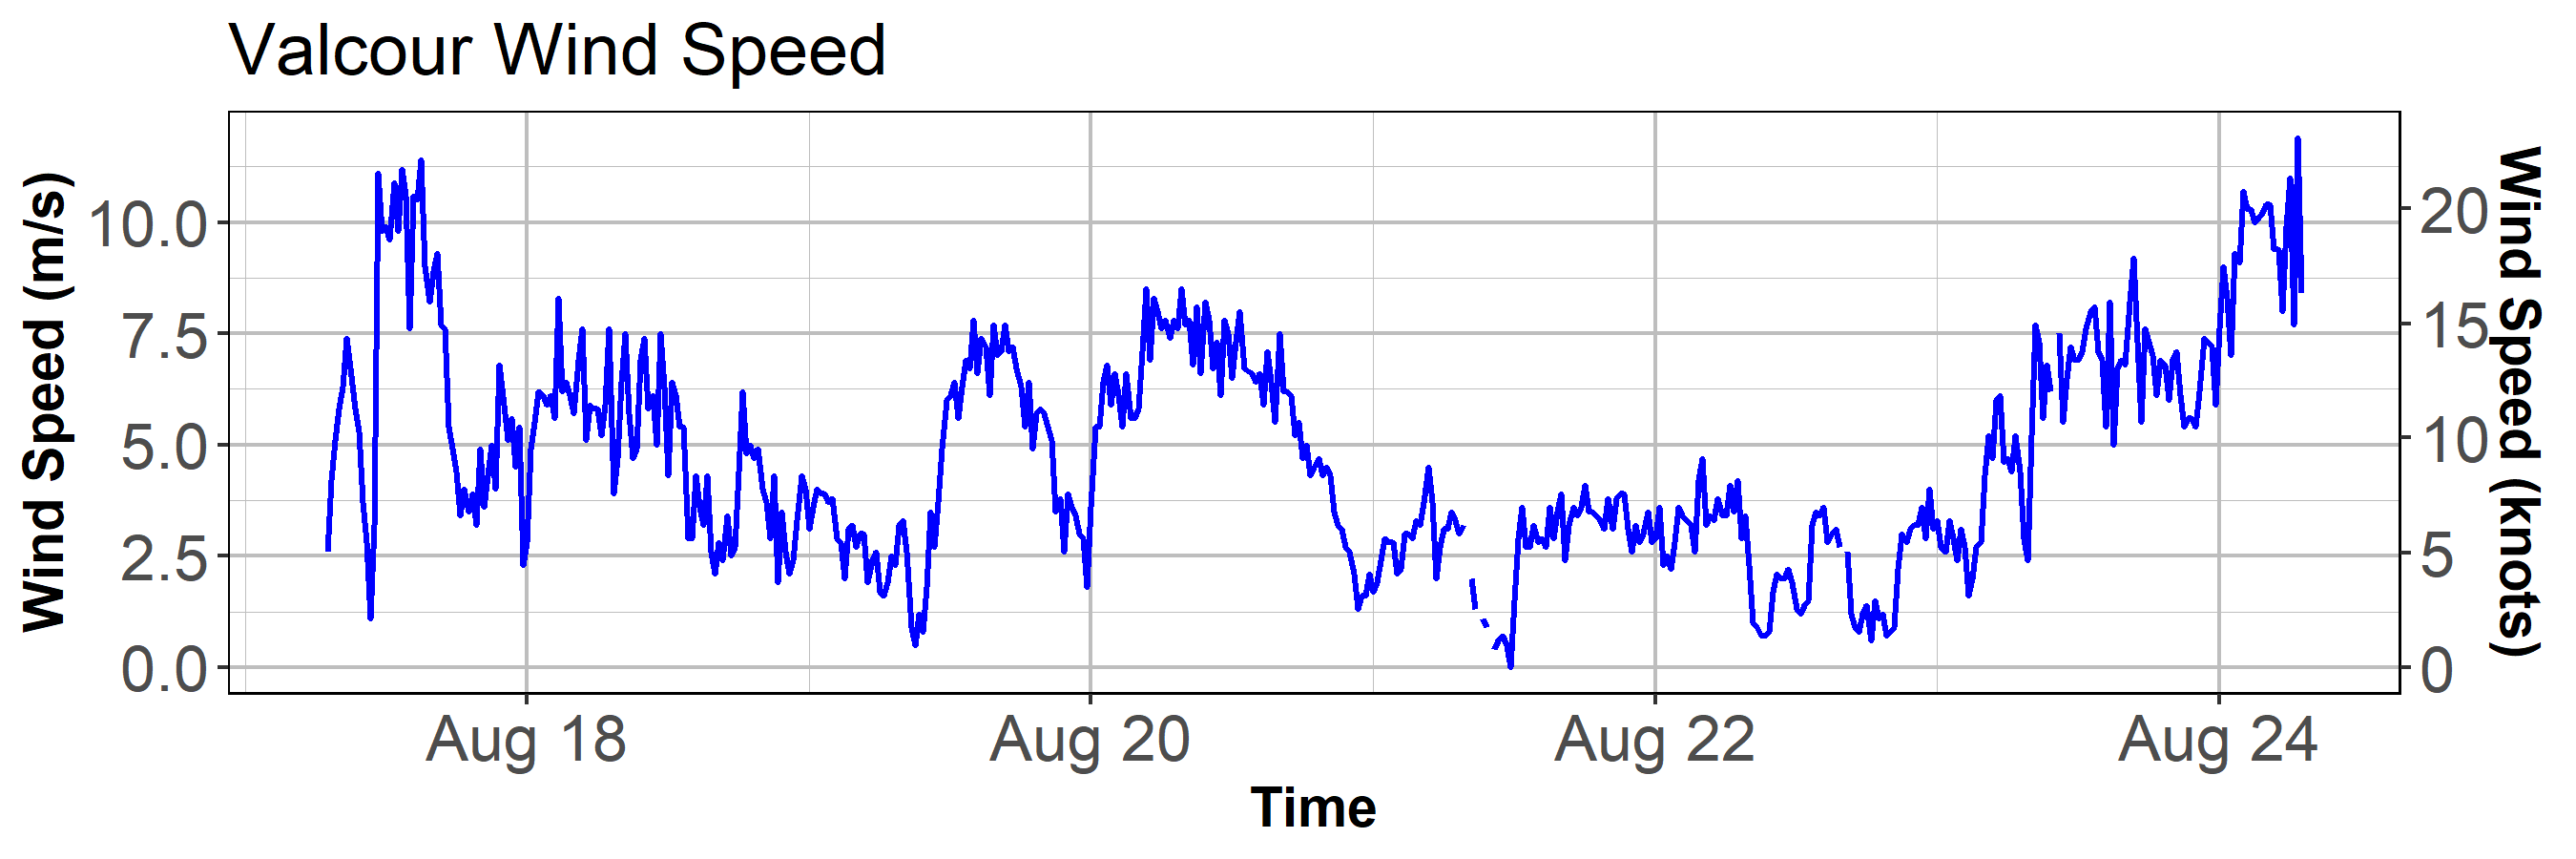 Valcour Wind Speed
Wind Speed (m/s)
10.0
7.5
5.0
2.5
0.0
20
15
10
5
0
Wind Speed (knots)
Aug 18
Aug 20
Aug 22
Aug 24
Time